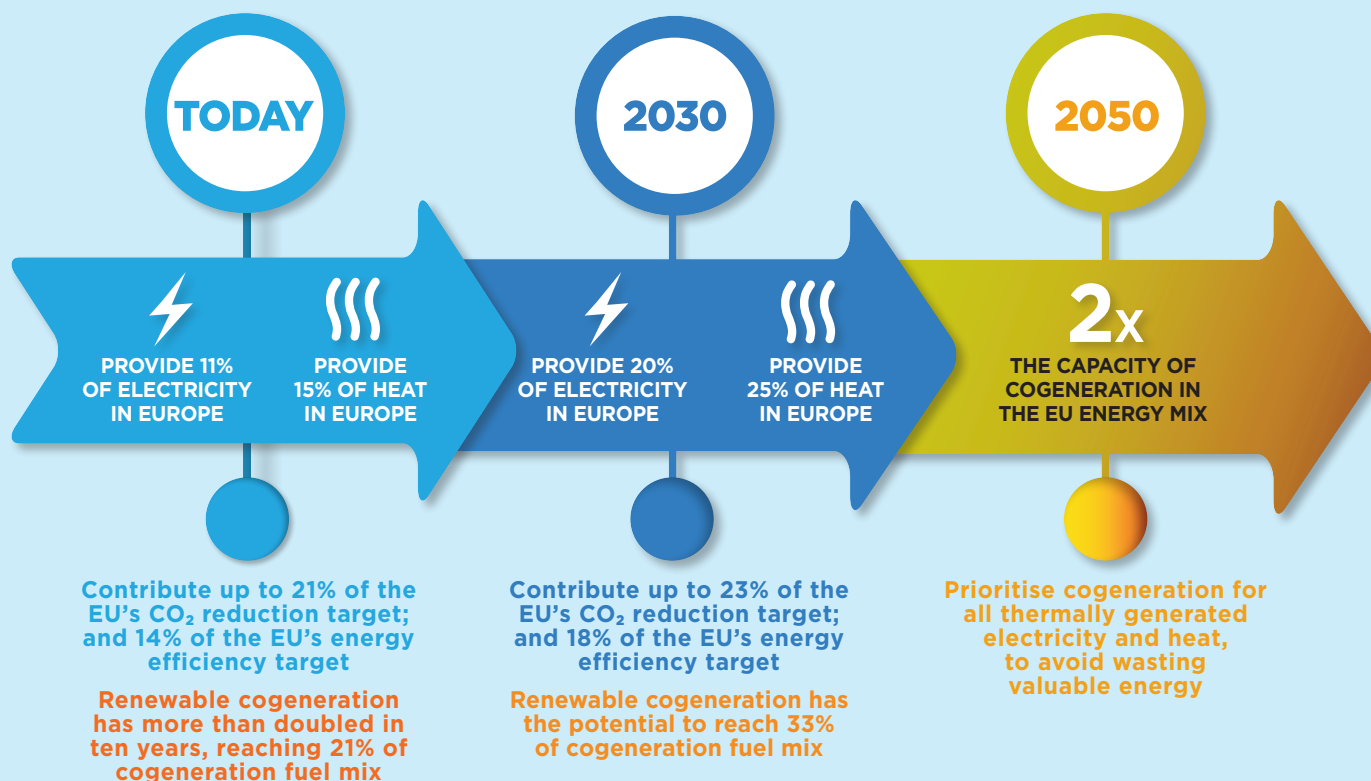 TODAY
PROVIDE 11%
OF ELECTRICITY
IN EUROPE
PROVIDE
15% OF HEAT
IN EUROPE
Contribute up to 21% of the
EU’s CO₂ reduction target;
and 14% of the EU’s energy
efficiency target
Renewable cogeneration
has more than doubled in
ten years, reaching 21% of
cogeneration fuel mix
2030
PROVIDE 20%
OF ELECTRICITY
IN EUROPE
PROVIDE
25% OF HEAT
IN EUROPE
Contribute up to 23% of the
EU’s CO₂ reduction target;
and 18% of the EU’s energy
efficiency target
Renewable cogeneration has
the potential to reach 33%
of cogeneration fuel mix
2050
2X
THE CAPACITY OF
COGENERATION IN
THE EU ENERGY MIX
Prioritise cogeneration for
all thermally generated
electricity and heat,
to avoid wasting
valuable energy